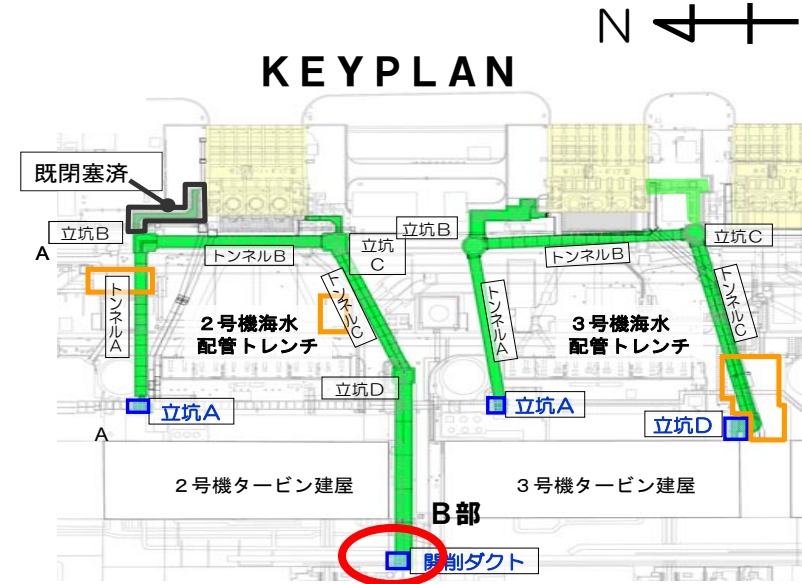 N
KEYPLAN
既閉塞済
立坑B
A
トンネルB
立坑
C
立坑B
トンネルB
立坑C
トンネルA
トンネルC
トンネルA
トンネルC
2号機海水
配管トレンチ
3号機海水
配管トレンチ
立坑D
立坑A
立坑A
立坑D
A
2号機タービン建屋
3号機タービン建屋
B部
開削ダクト